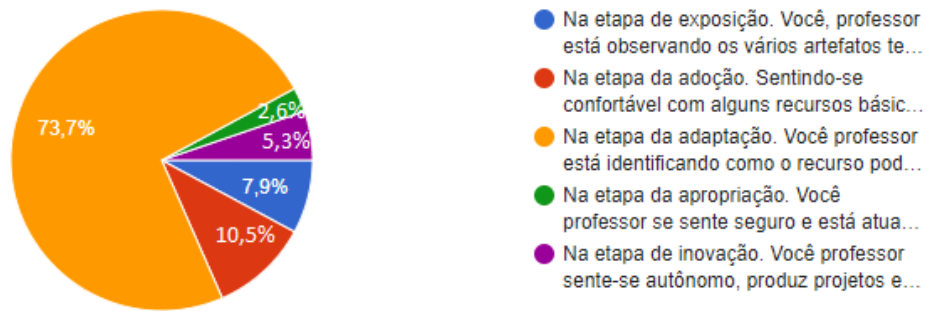 73,7%
2,6%
5,3%
7,9%
10,5%
Na etapa de exposição. Você, professor
está observando os vários artefatos te...
Na etapa da adoção. Sentindo-se
confortável com alguns recursos básic...
Na etapa da adaptação. Você professor
está identificando como o recurso pod...
Na etapa da apropriação. Você
professor se sente seguro e está atua...
Na etapa de inovação. Você professor
sente-se autônomo, produz projetos e...